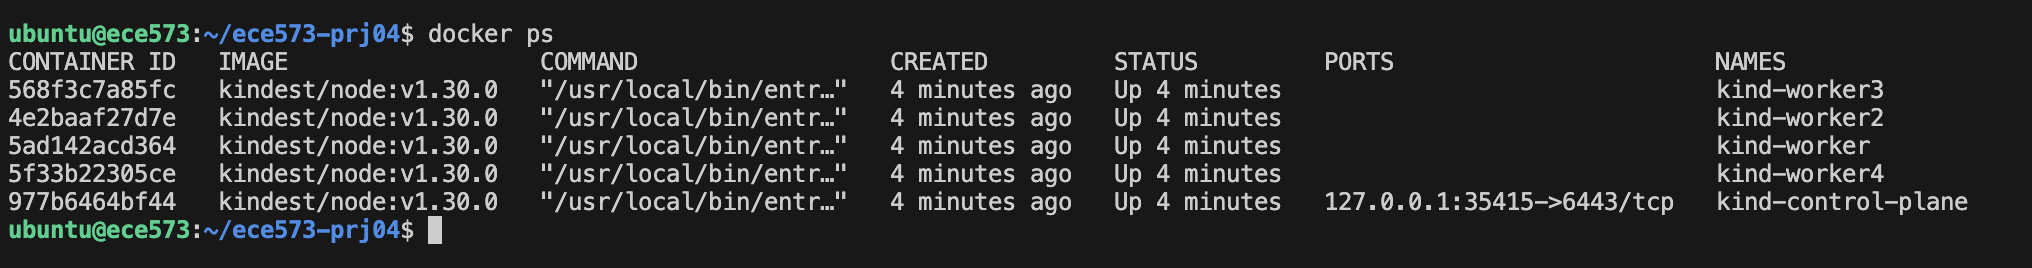 ubuntu@ece573:~/ece573-prj04$ docker ps
CONTAINER ID   IMAGE                  COMMAND                  CREATED         STATUS         PORTS                       NAMES
568f3c7a85fc   kindest/node:v1.30.0   "/usr/local/bin/entr…"   4 minutes ago   Up 4 minutes                               kind-worker3
4e2baaf27d7e   kindest/node:v1.30.0   "/usr/local/bin/entr…"   4 minutes ago   Up 4 minutes                               kind-worker2
5ad142acd364   kindest/node:v1.30.0   "/usr/local/bin/entr…"   4 minutes ago   Up 4 minutes                               kind-worker
5f33b22305ce   kindest/node:v1.30.0   "/usr/local/bin/entr…"   4 minutes ago   Up 4 minutes                               kind-worker4
977b6464bf44   kindest/node:v1.30.0   "/usr/local/bin/entr…"   4 minutes ago   Up 4 minutes   127.0.0.1:35415->6443/tcp   kind-control-plane
ubuntu@ece573:~/ece573-prj04$